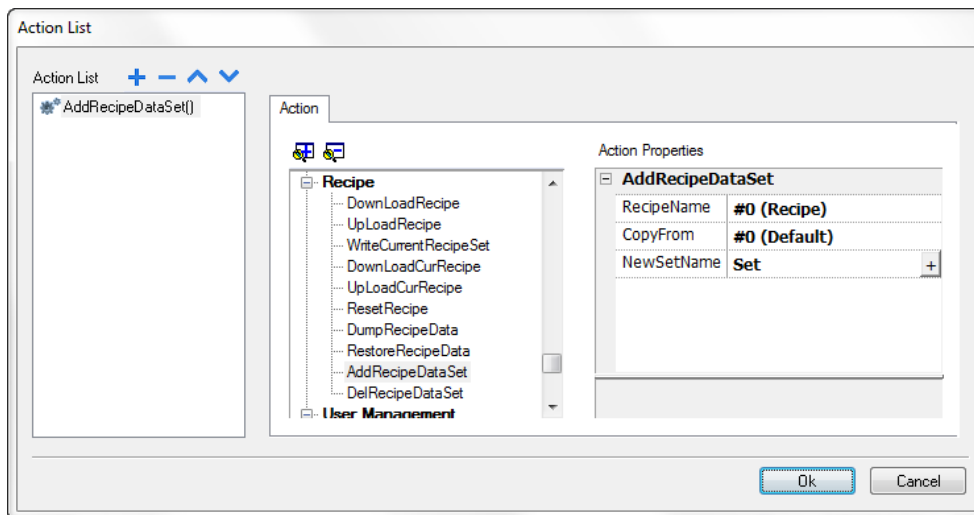 Action List
Action List
AddRecipeDataSet()
Action
Recipe
DownLoadRecipe
UpLoadRecipe
WriteCurrentRecipeSet
DownLoadCurRecipe
UpLoadCurRecipe
ResetRecipe
DumpRecipeData
RestoreRecipeData
AddRecipeDataSet
DelRecipeDataSet
User Management
Action Properties
AddRecipeDataSet
RecipeName #0 (Recipe)
CopyFrom #0 (Default)
NewSetName Set +
Ok Cancel